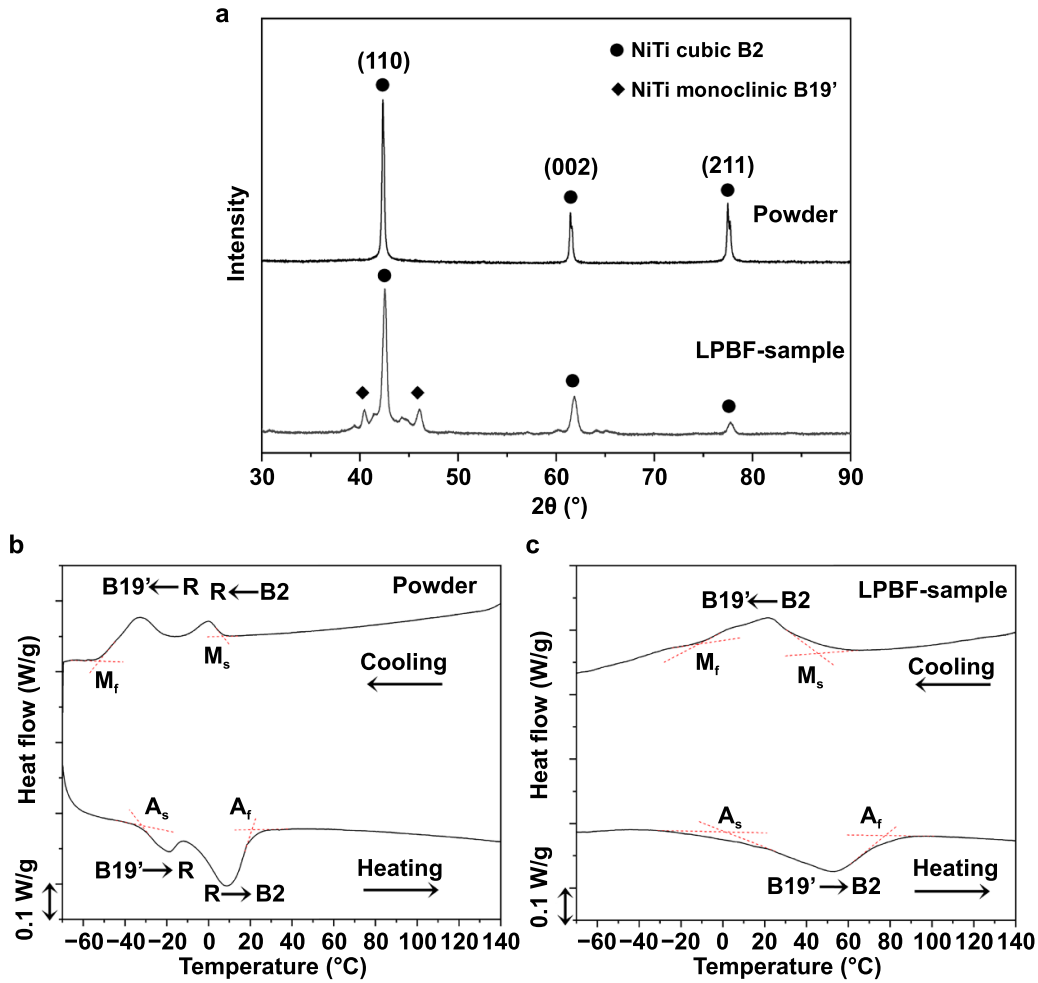 a
(110)
● NiTi cubic B2
◆ NiTi monoclinic B19’
(002)
(211)
Powder
Intensity
LPBF-sample
30 40 50 60 70 80 90
2θ (°)
b
B19’←R R←B2
Powder
Ms
Mf
Cooling
Heat flow (W/g)
As
Af
B19’→R
R→B2
Heating
0.1 W/g
−60 −40 −20 0 20 40 60 80 100 120 140
Temperature (°C)
c
LPBF-sample
B19’←B2
Mf
Ms
Cooling
Heat flow (W/g)
As
Af
B19’→B2
Heating
0.1 W/g
−60 −40 −20 0 20 40 60 80 100 120 140
Temperature (°C)